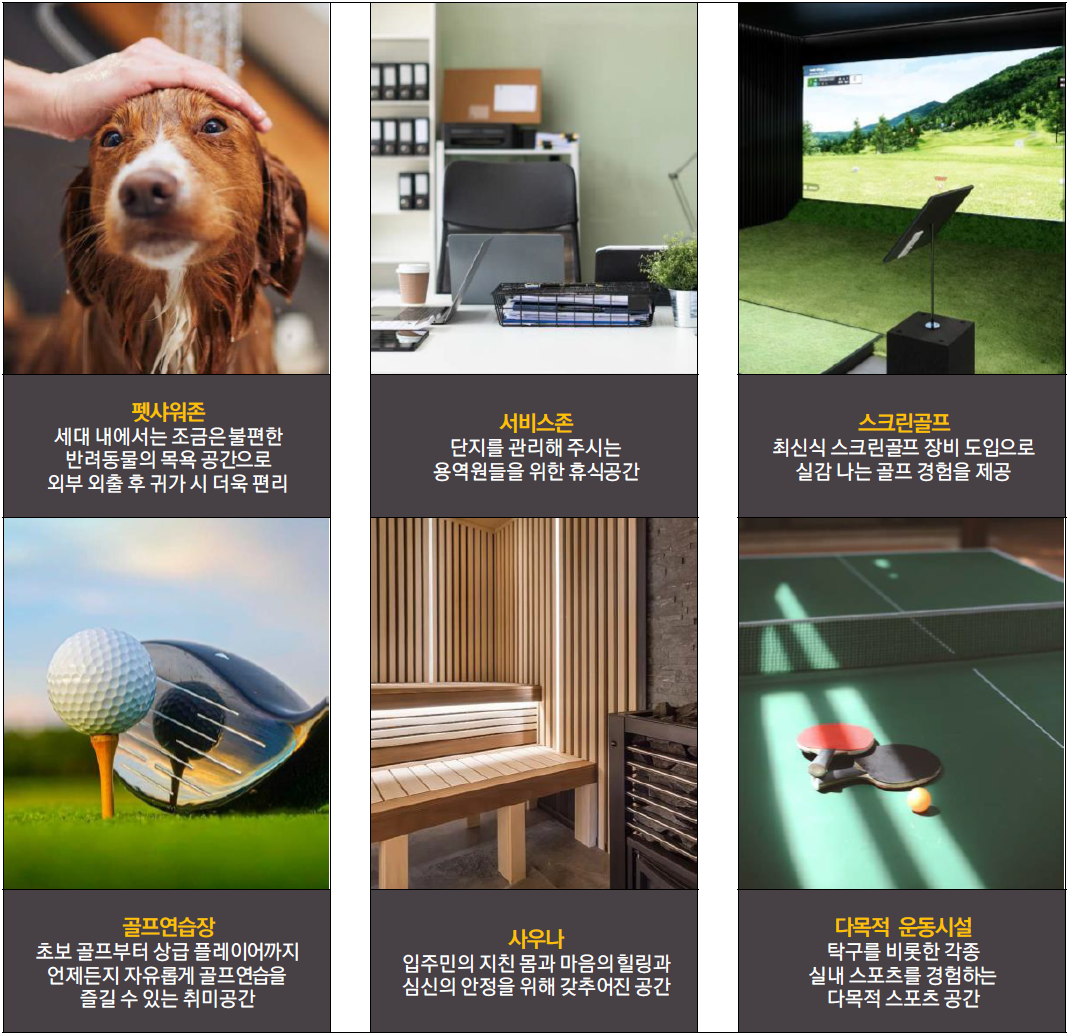 펫샤워존
세대 내에서는 조금은 불편한
반려동물의 목욕 공간으로
외부 외출 후 귀가 시 더욱 편리
서비스존
단지를 관리해 주시는
용역원들을 위한 휴식공간
스크린골프
최신식 스크린골프 장비 도입으로
실감 나는 골프 경험을 제공
골프연습장
초보 골프부터 상급 플레이어까지
언제든지 자유롭게 골프연습을
즐길 수 있는 취미공간
사우나
입주민의 지친 몸과 마음의 힐링과
심신의 안정을 위해 갖추어진 공간
다목적 운동시설
탁구를 비롯한 각종
실내 스포츠를 경험하는
다목적 스포츠 공간